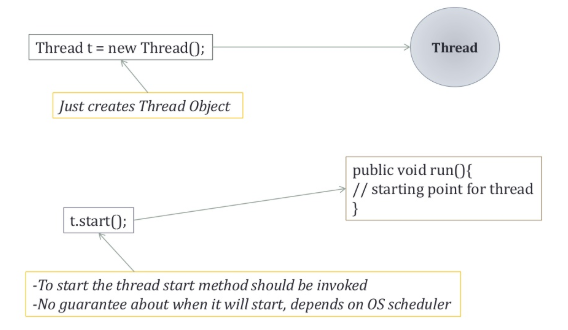 Thread t = new Thread();
Thread
Just creates Thread Object
public void run(){
// starting point for thread
}
t.start();
-To start the thread start method should be invoked
-No guarantee about when it will start, depends on OS scheduler